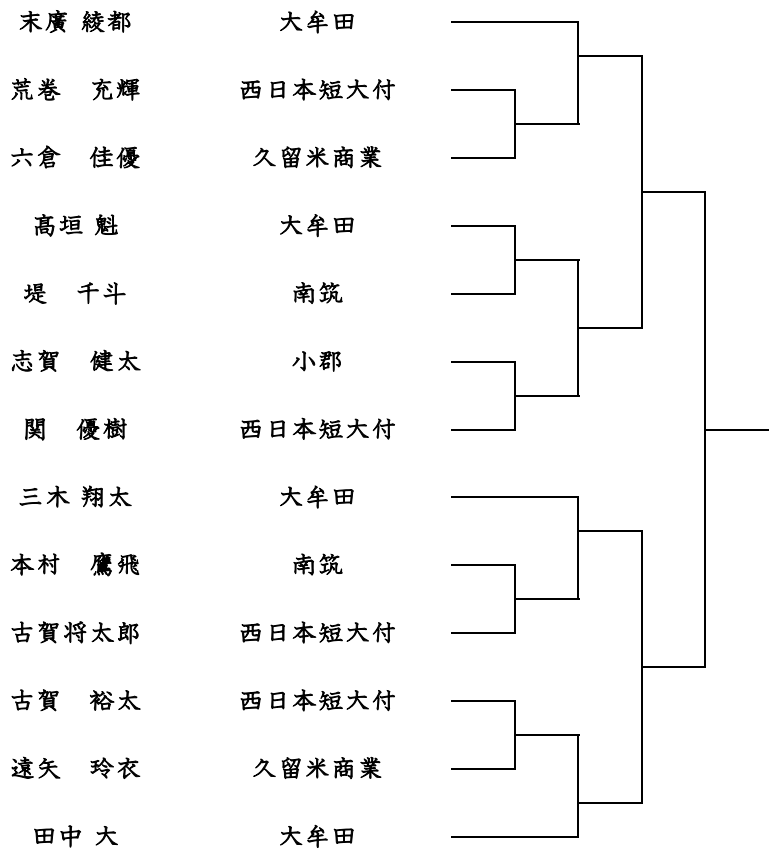 末廣 綾都 大牟田
荒巻 充輝 西日本短大付
六倉 佳優 久留米商業
髙垣 魁 大牟田
堤 千斗 南筑
志賀 健太 小郡
関 優樹 西日本短大付
三木 翔太 大牟田
本村 鷹飛 南筑
古賀将太郎 西日本短大付
古賀 裕太 西日本短大付
遠矢 玲衣 久留米商業
田中 大 大牟田